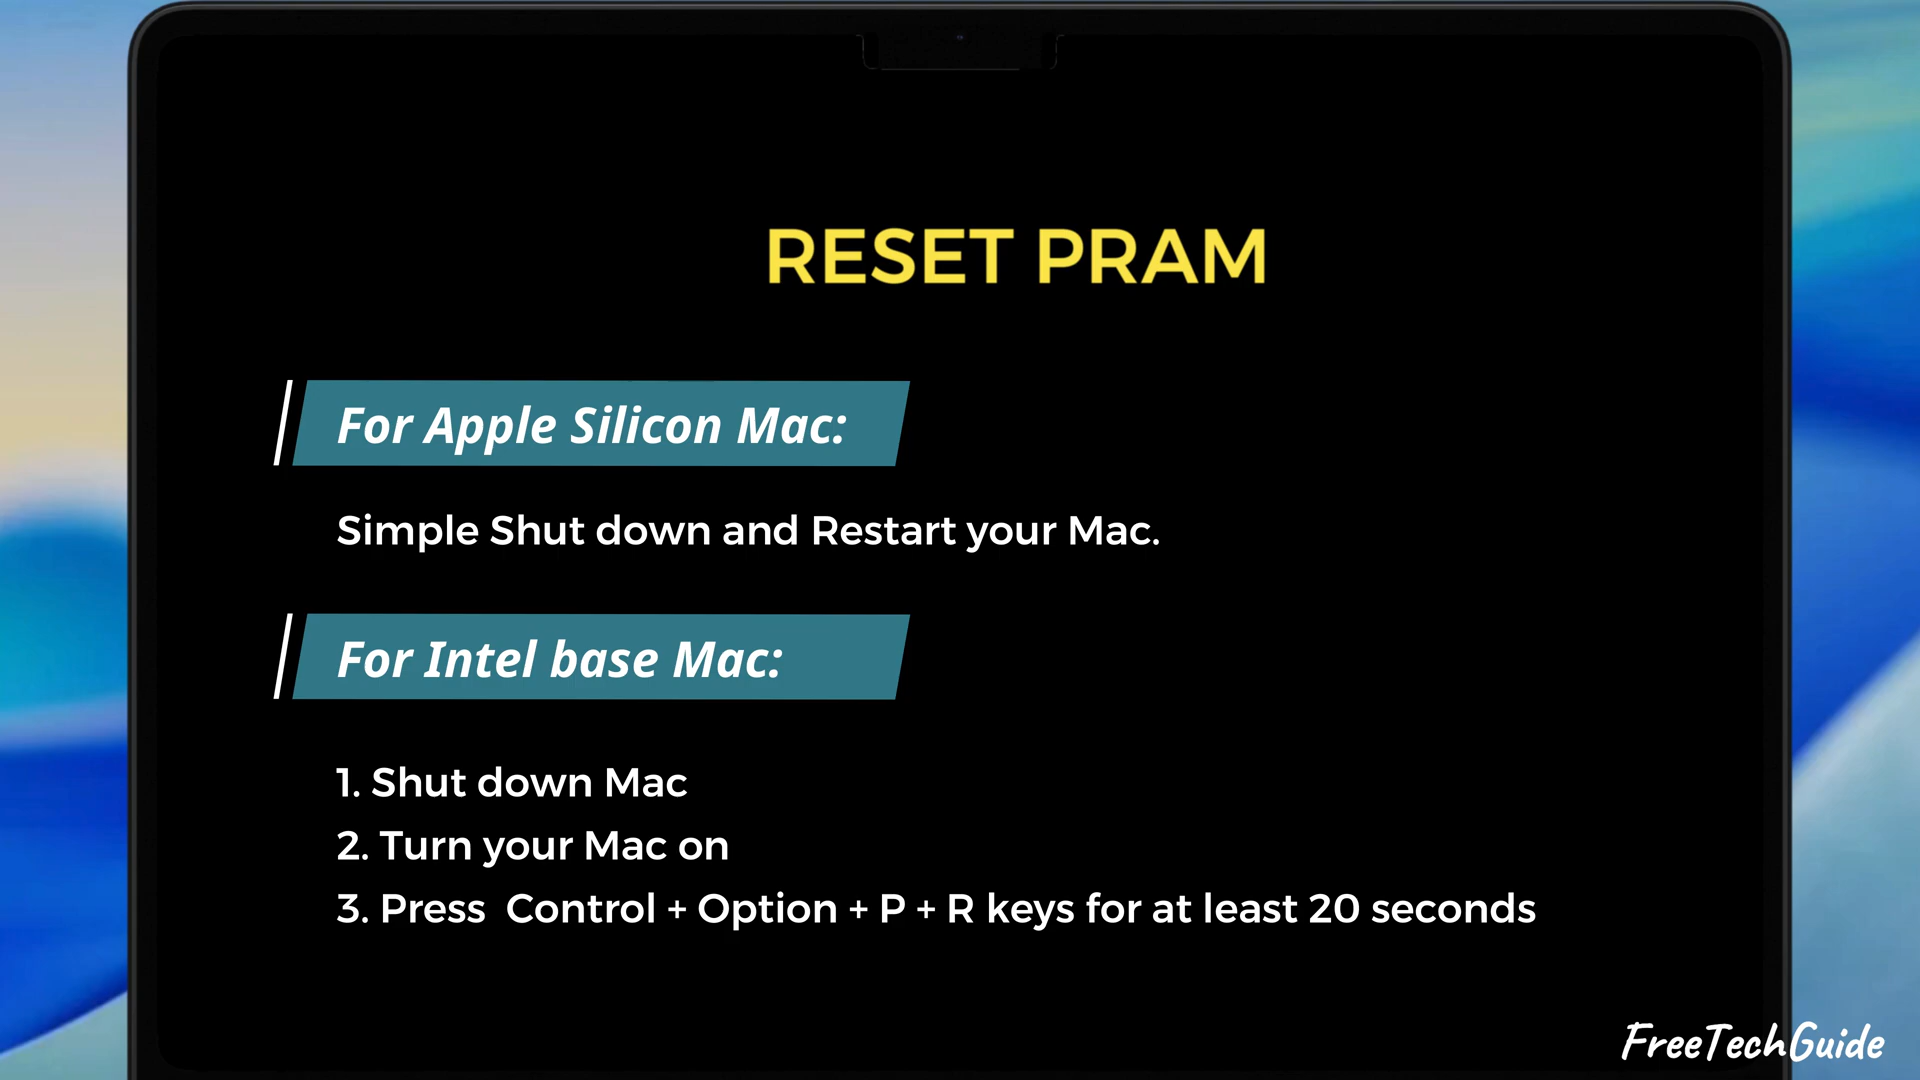 RESET PRAM
For Apple Silicon Mac:
Simple Shut down and Restart your Mac.
For Intel base Mac:
1. Shut down Mac
2. Turn your Mac on
3. Press  Control + Option + P + R keys for at least 20 seconds
FreeTechGuide